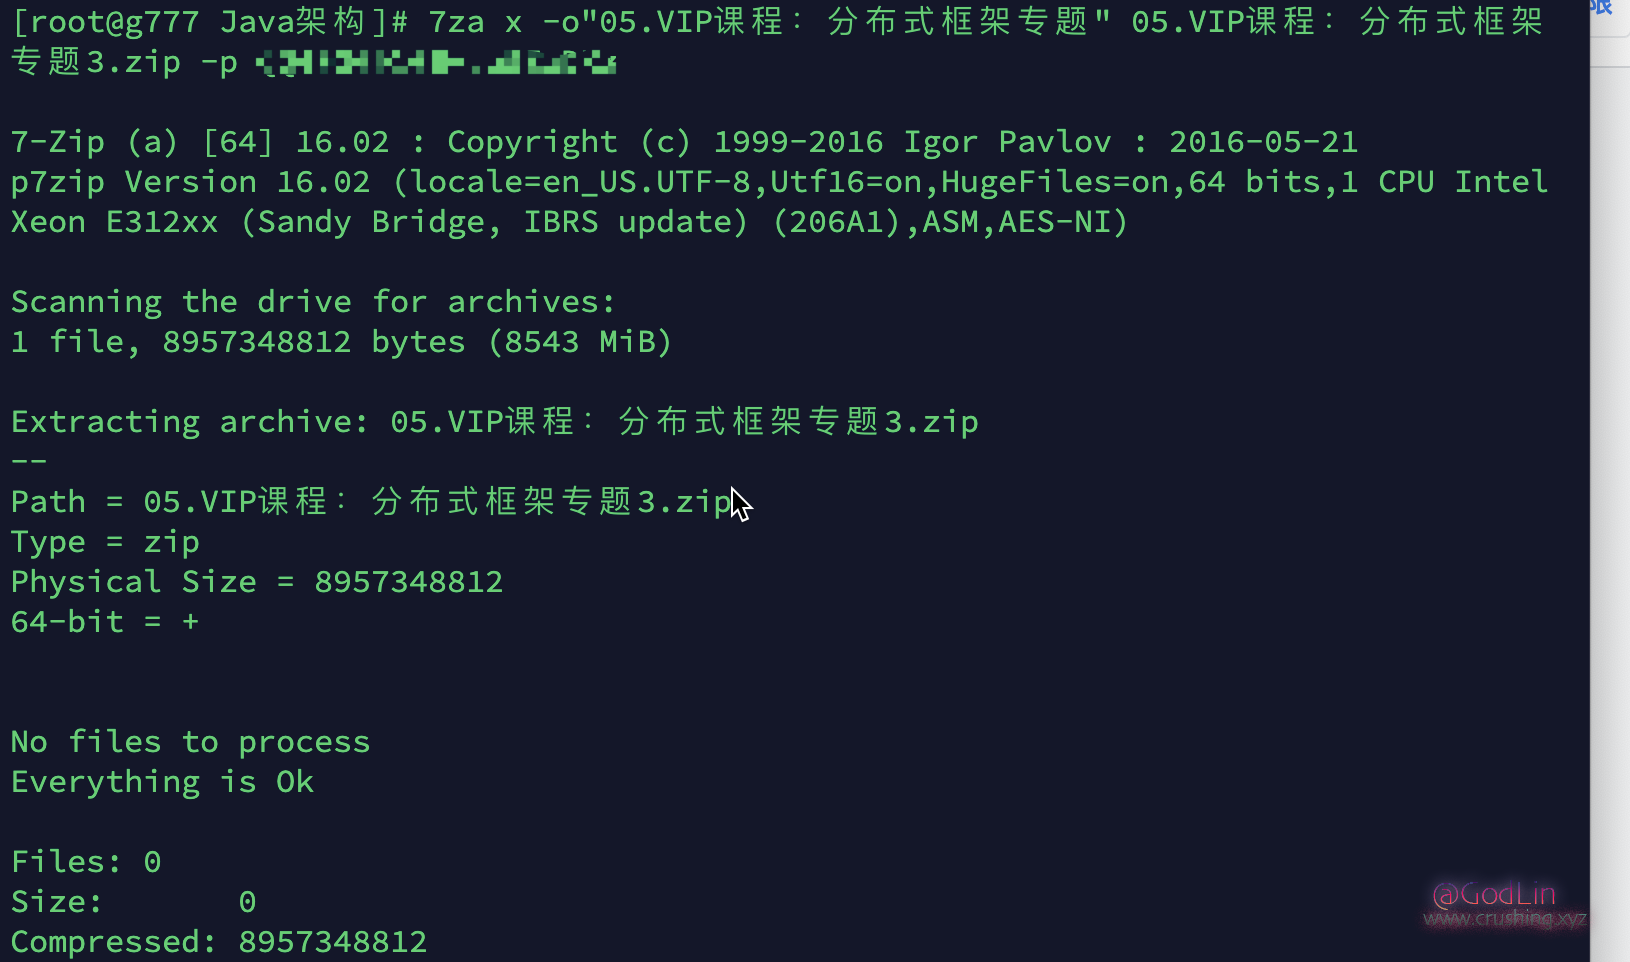 [root@g777 Java架构]# 7za x -o"05.VIP课程：分布式框架专题" 05.VIP课程：分布式框架
专题3.zip -p
7-Zip (a) [64] 16.02 : Copyright (c) 1999-2016 Igor Pavlov : 2016-05-21
p7zip Version 16.02 (locale=en_US.UTF-8,Utf16=on,HugeFiles=on,64 bits,1 CPU Intel
Xeon E312xx (Sandy Bridge, IBRS update) (206A1),ASM,AES-NI)
Scanning the drive for archives:
1 file, 8957348812 bytes (8543 MiB)
Extracting archive: 05.VIP课程：分布式框架专题3.zip
--
Path = 05.VIP课程：分布式框架专题3.zip
Type = zip
Physical Size = 8957348812
64-bit = +
No files to process
Everything is Ok
Files: 0
Size:       0
Compressed: 8957348812
@GodLin
www.crushing.xyz